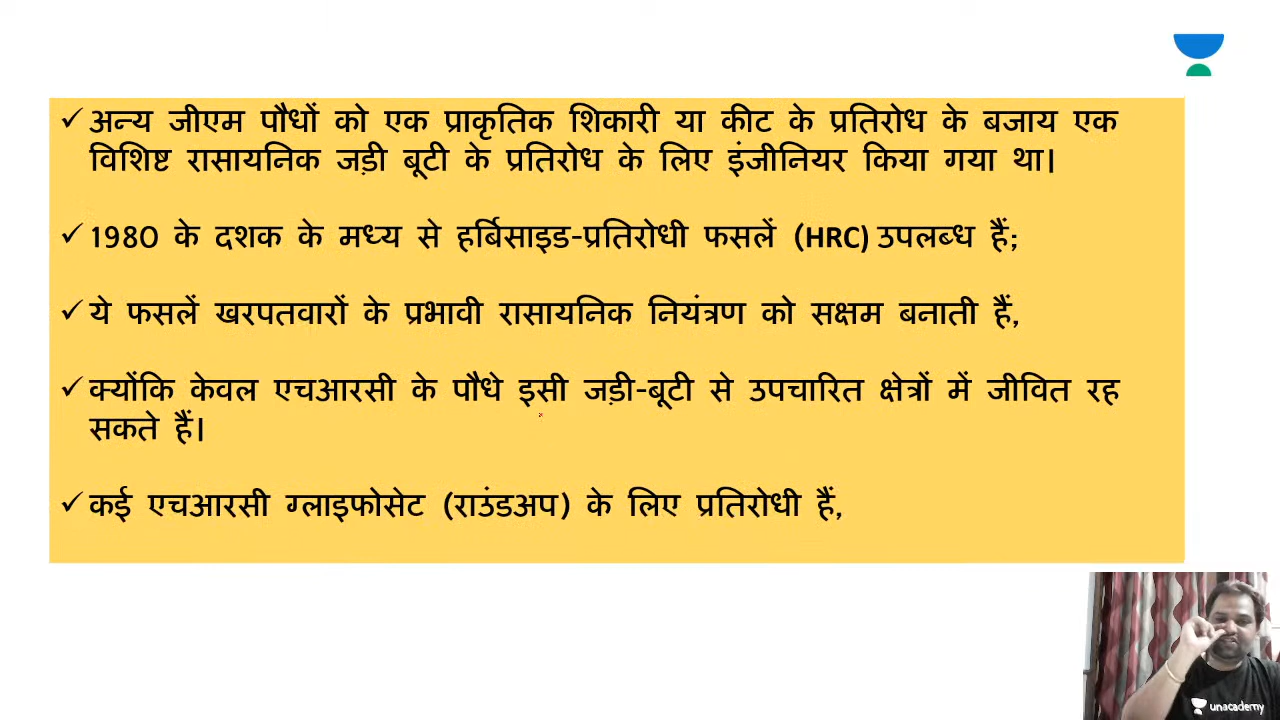 ✓ अन्य जीएम पौधों को एक प्राकृतिक शिकारी या कीट के प्रतिरोध के बजाय एक
विशिष्ट रासायनिक जड़ी बूटी के प्रतिरोध के लिए इंजीनियर किया गया था।
✓ 1980 के दशक के मध्य से हर्बिसाइड-प्रतिरोधी फसलें (HRC) उपलब्ध हैं;
✓ ये फसलें खरपतवारों के प्रभावी रासायनिक नियंत्रण को सक्षम बनाती हैं,
✓ क्योंकि केवल एचआरसी के पौधे इसी जड़ी-बूटी से उपचारित क्षेत्रों में जीवित रह
सकते हैं।
✓ कई एचआरसी ग्लाइफोसेट (राउंडअप) के लिए प्रतिरोधी हैं,
unacademy